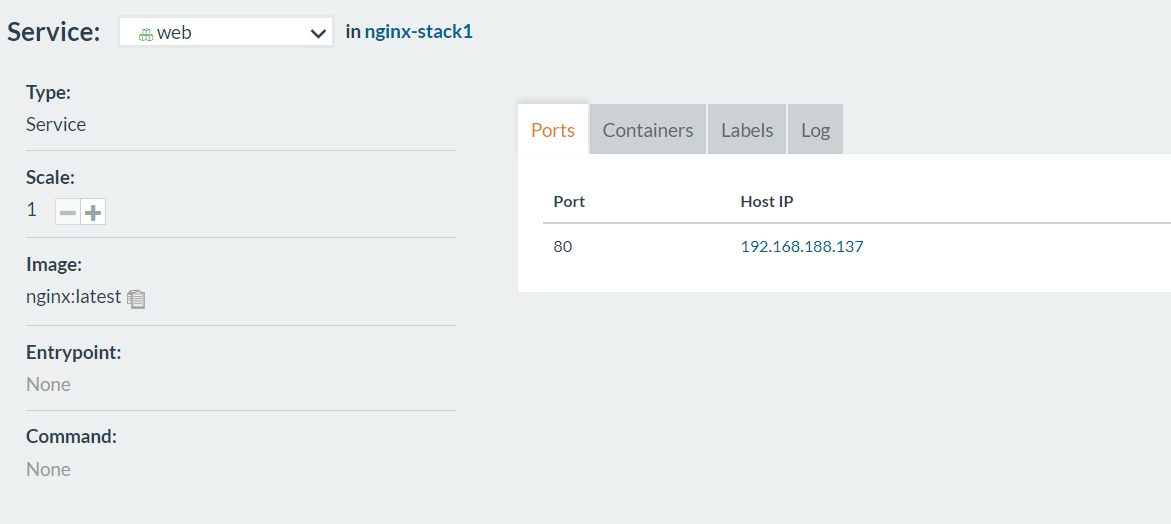 Service: web in nginx-stack1
Type:
Service
Scale:
1
Image:
nginx:latest
Entrypoint:
None
Command:
None
Ports Containers Labels Log
Port Host IP
80 192.168.188.137